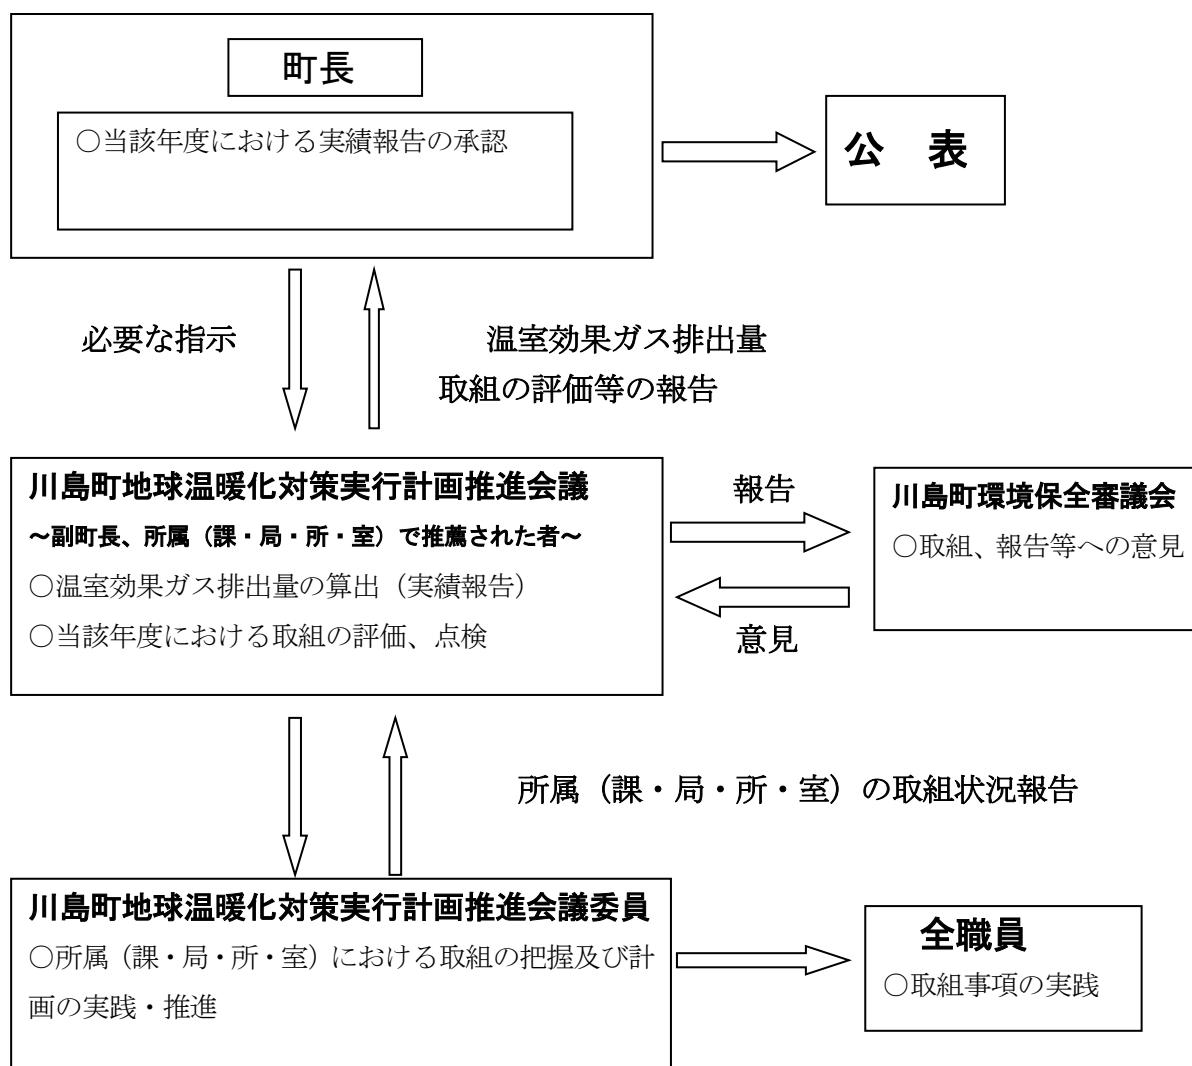 町長
○当該年度における実績報告の承認
公　表
必要な指示
温室効果ガス排出量
取組の評価等の報告
川島町地球温暖化対策実行計画推進会議
～副町長、所属（課・局・所・室）で推薦された者～
○温室効果ガス排出量の算出（実績報告）
○当該年度における取組の評価、点検
報告
意見
川島町環境保全審議会
○取組、報告等への意見
所属（課・局・所・室）の取組状況報告
川島町地球温暖化対策実行計画推進会議委員
○所属（課・局・所・室）における取組の把握及び計
画の実践・推進
全職員
○取組事項の実践